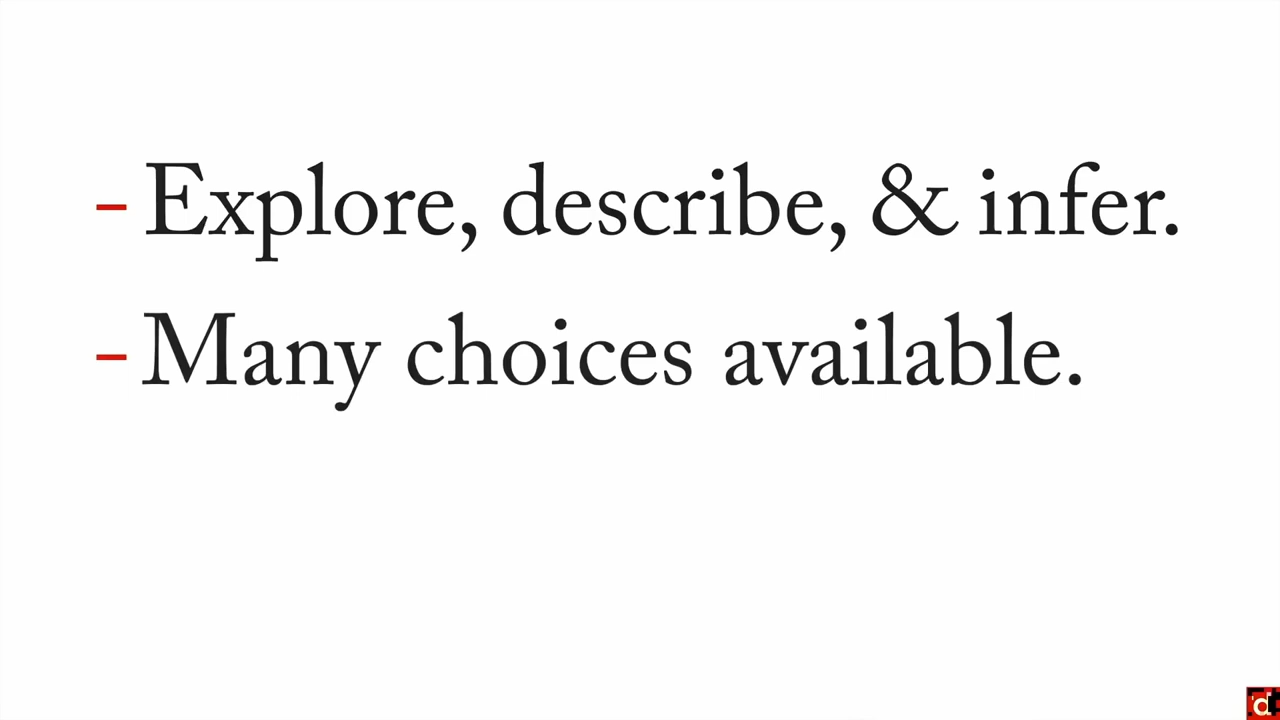 - Explore, describe, & infer.
- Many choices available.
d